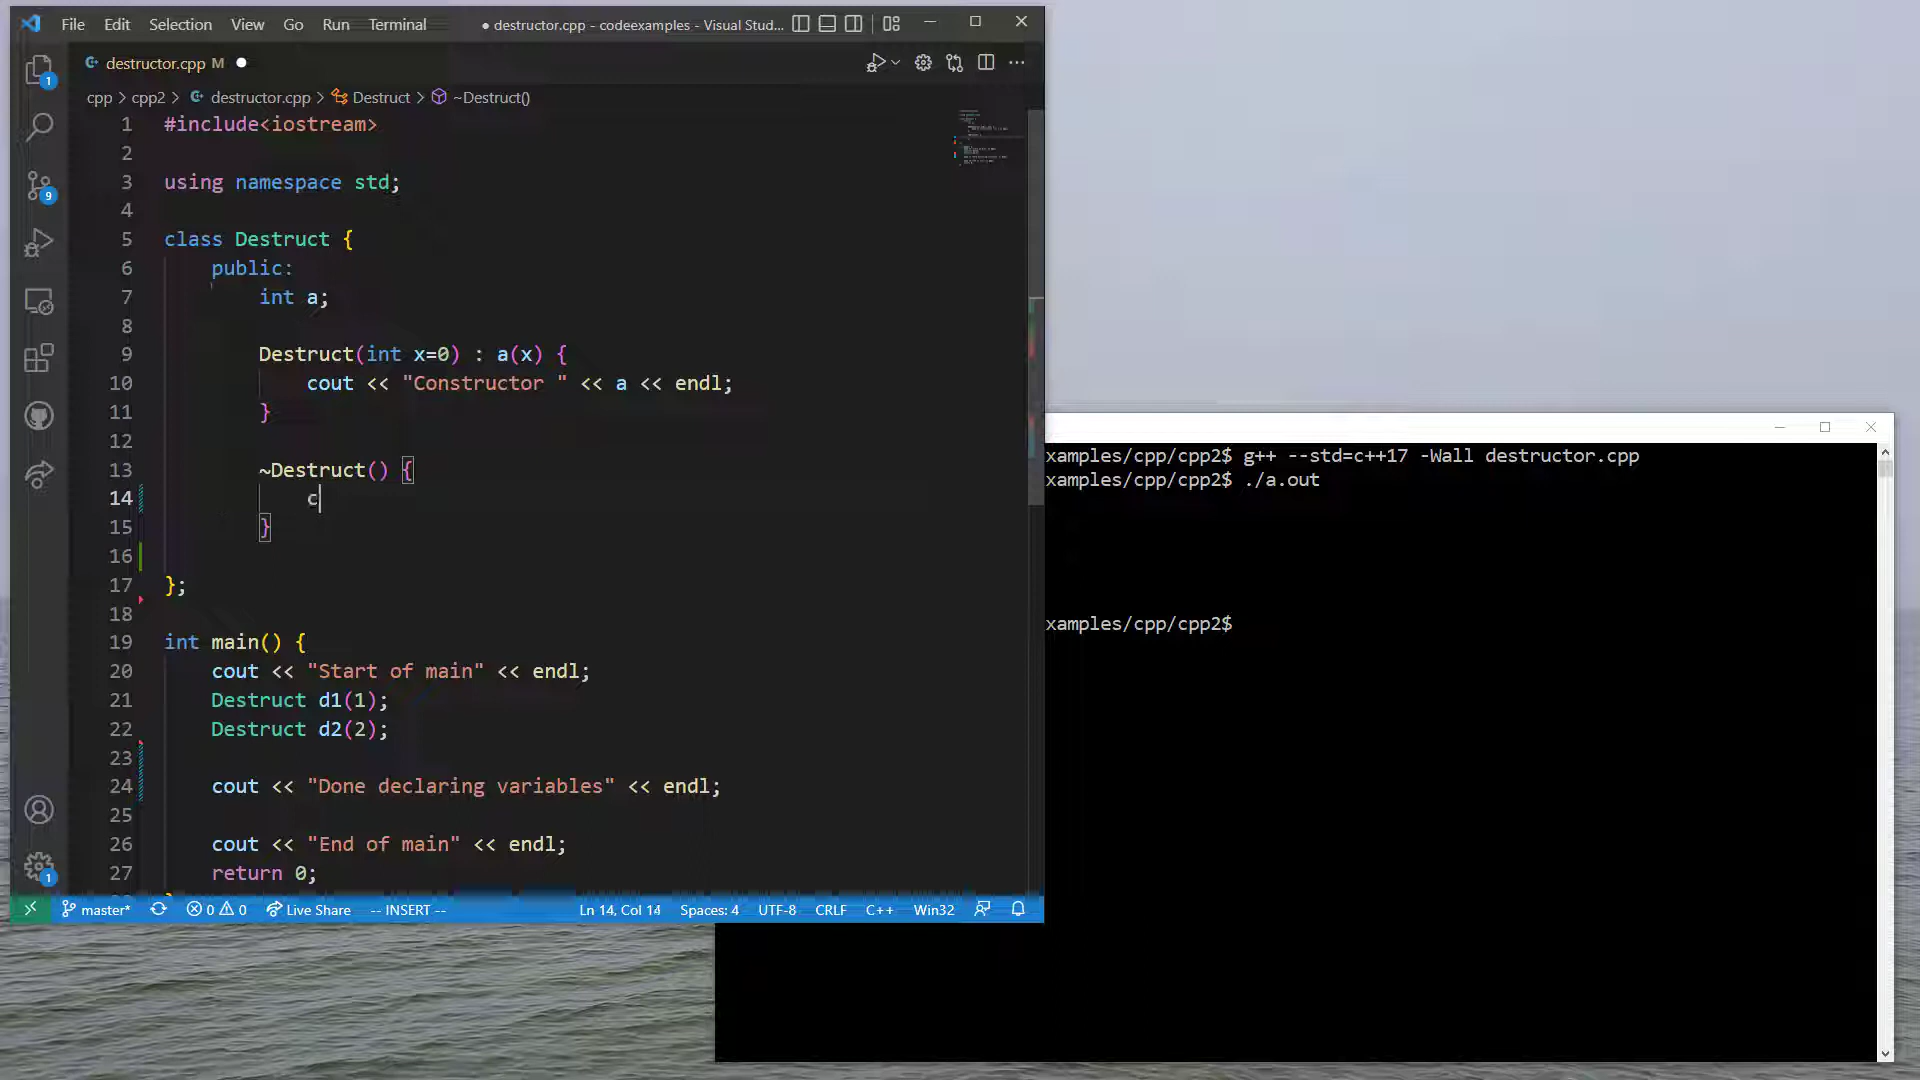 File Edit Selection View Go Run Terminal ● destructor.cpp - codeexamples - Visual Stud...
destructor.cpp M
cpp > cpp2 > destructor.cpp > Destruct > ~Destruct()
1 #include<iostream>
2
3 using namespace std;
4
5 class Destruct {
6 public:
7 int a;
8
9 Destruct(int x=0) : a(x) {
10 cout << "Constructor " << a << endl;
11 }
12
13 ~Destruct() {
14 c
15 }
16
17 };
18
19 int main() {
20 cout << "Start of main" << endl;
21 Destruct d1(1);
22 Destruct d2(2);
23
24 cout << "Done declaring variables" << endl;
25
26 cout << "End of main" << endl;
27 return 0;
1
9
1
master* 0 0 Live Share -- INSERT -- Ln 14, Col 14 Spaces: 4 UTF-8 CRLF C++ Win32
xamples/cpp/cpp2$ g++ --std=c++17 -Wall destructor.cpp
xamples/cpp/cpp2$ ./a.out
xamples/cpp/cpp2$